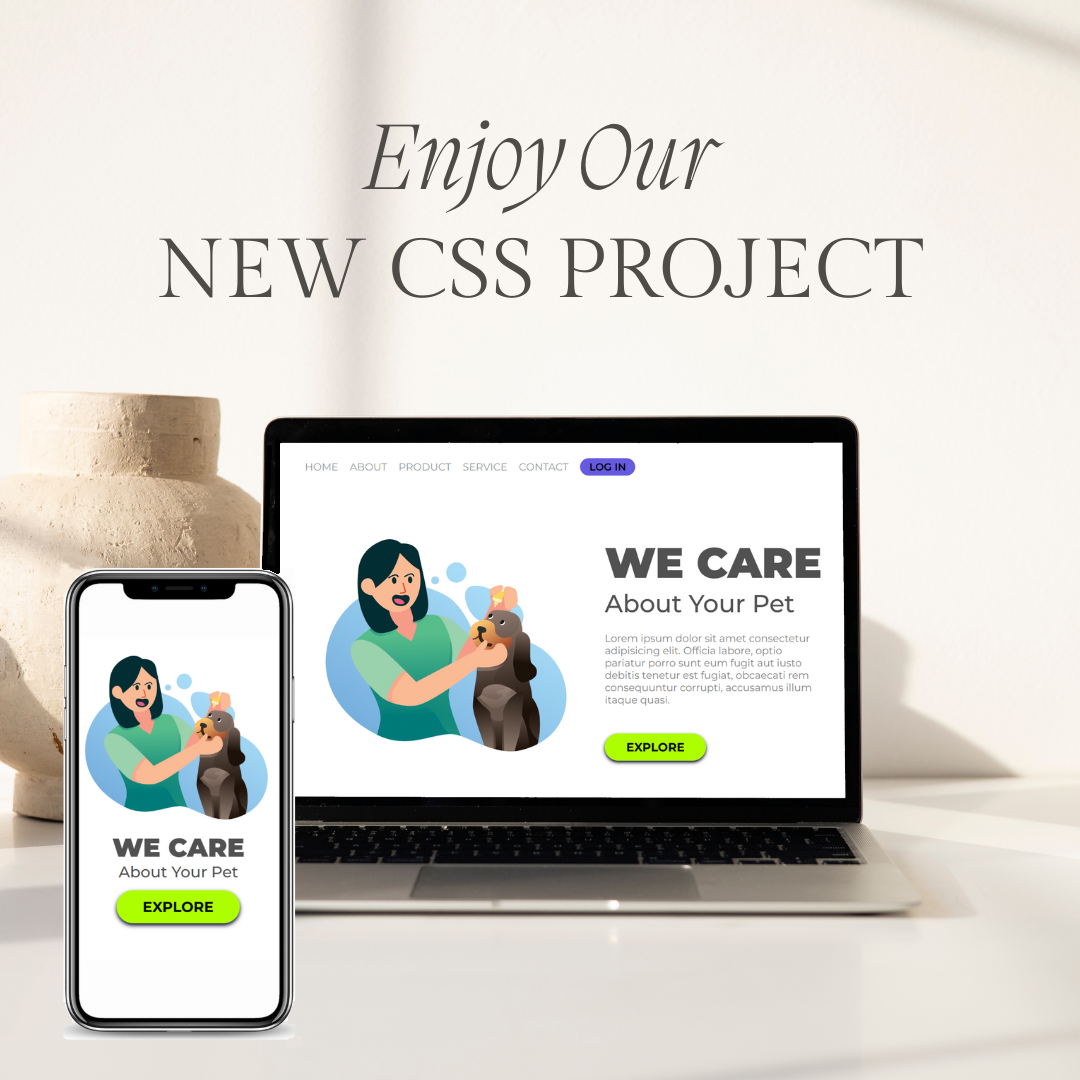 Enjoy Our
NEW CSS PROJECT
HOME ABOUT PRODUCT SERVICE CONTACT LOG IN
WE CARE
About Your Pet
Lorem ipsum dolor sit amet consectetur
adipisicing elit. Officia labore, optio
pariatur porro sunt eum fugit aut iusto
debitis tenetur est fugiat, obcaecati rem
consequuntur corrupti, accusamus illum
itaque quasi.
EXPLORE
WE CARE
About Your Pet
EXPLORE